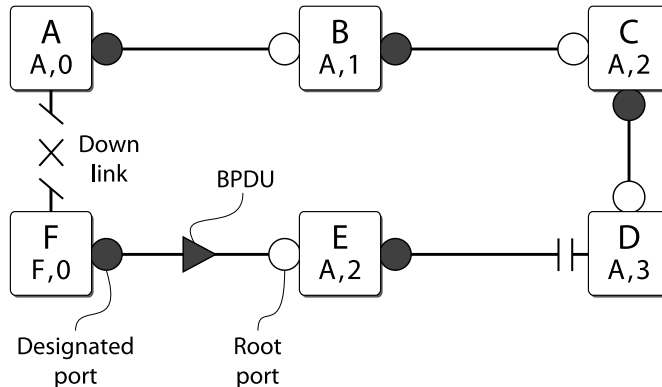 A
A,0
B
A,1
C
A,2
Down
link
BPDU
F
F,0
E
A,2
D
A,3
Designated
port
Root
port